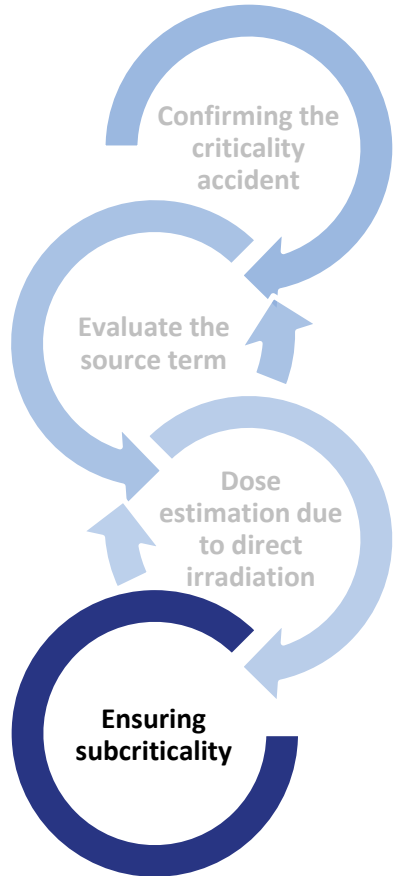 Confirming the
criticality
accident
Evaluate the
source term
Dose
estimation due
to direct
irradiation
Ensuring
subcriticality